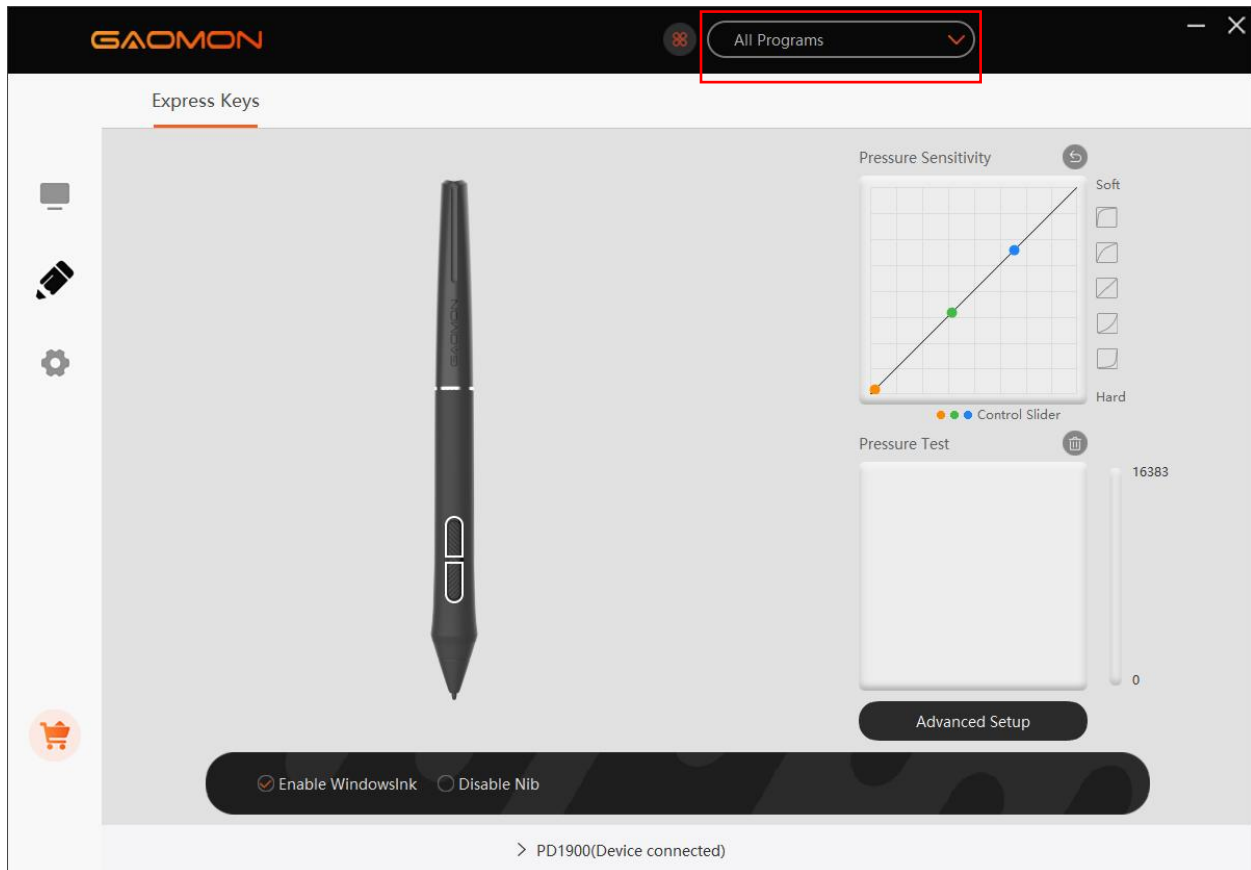 GAOMON
All Programs
Express Keys
Pressure Sensitivity
Soft
GAOMON
Hard
Control Slider
Pressure Test
16383
0
Advanced Setup
Enable WindowsInk
Disable Nib
PD1900(Device connected)